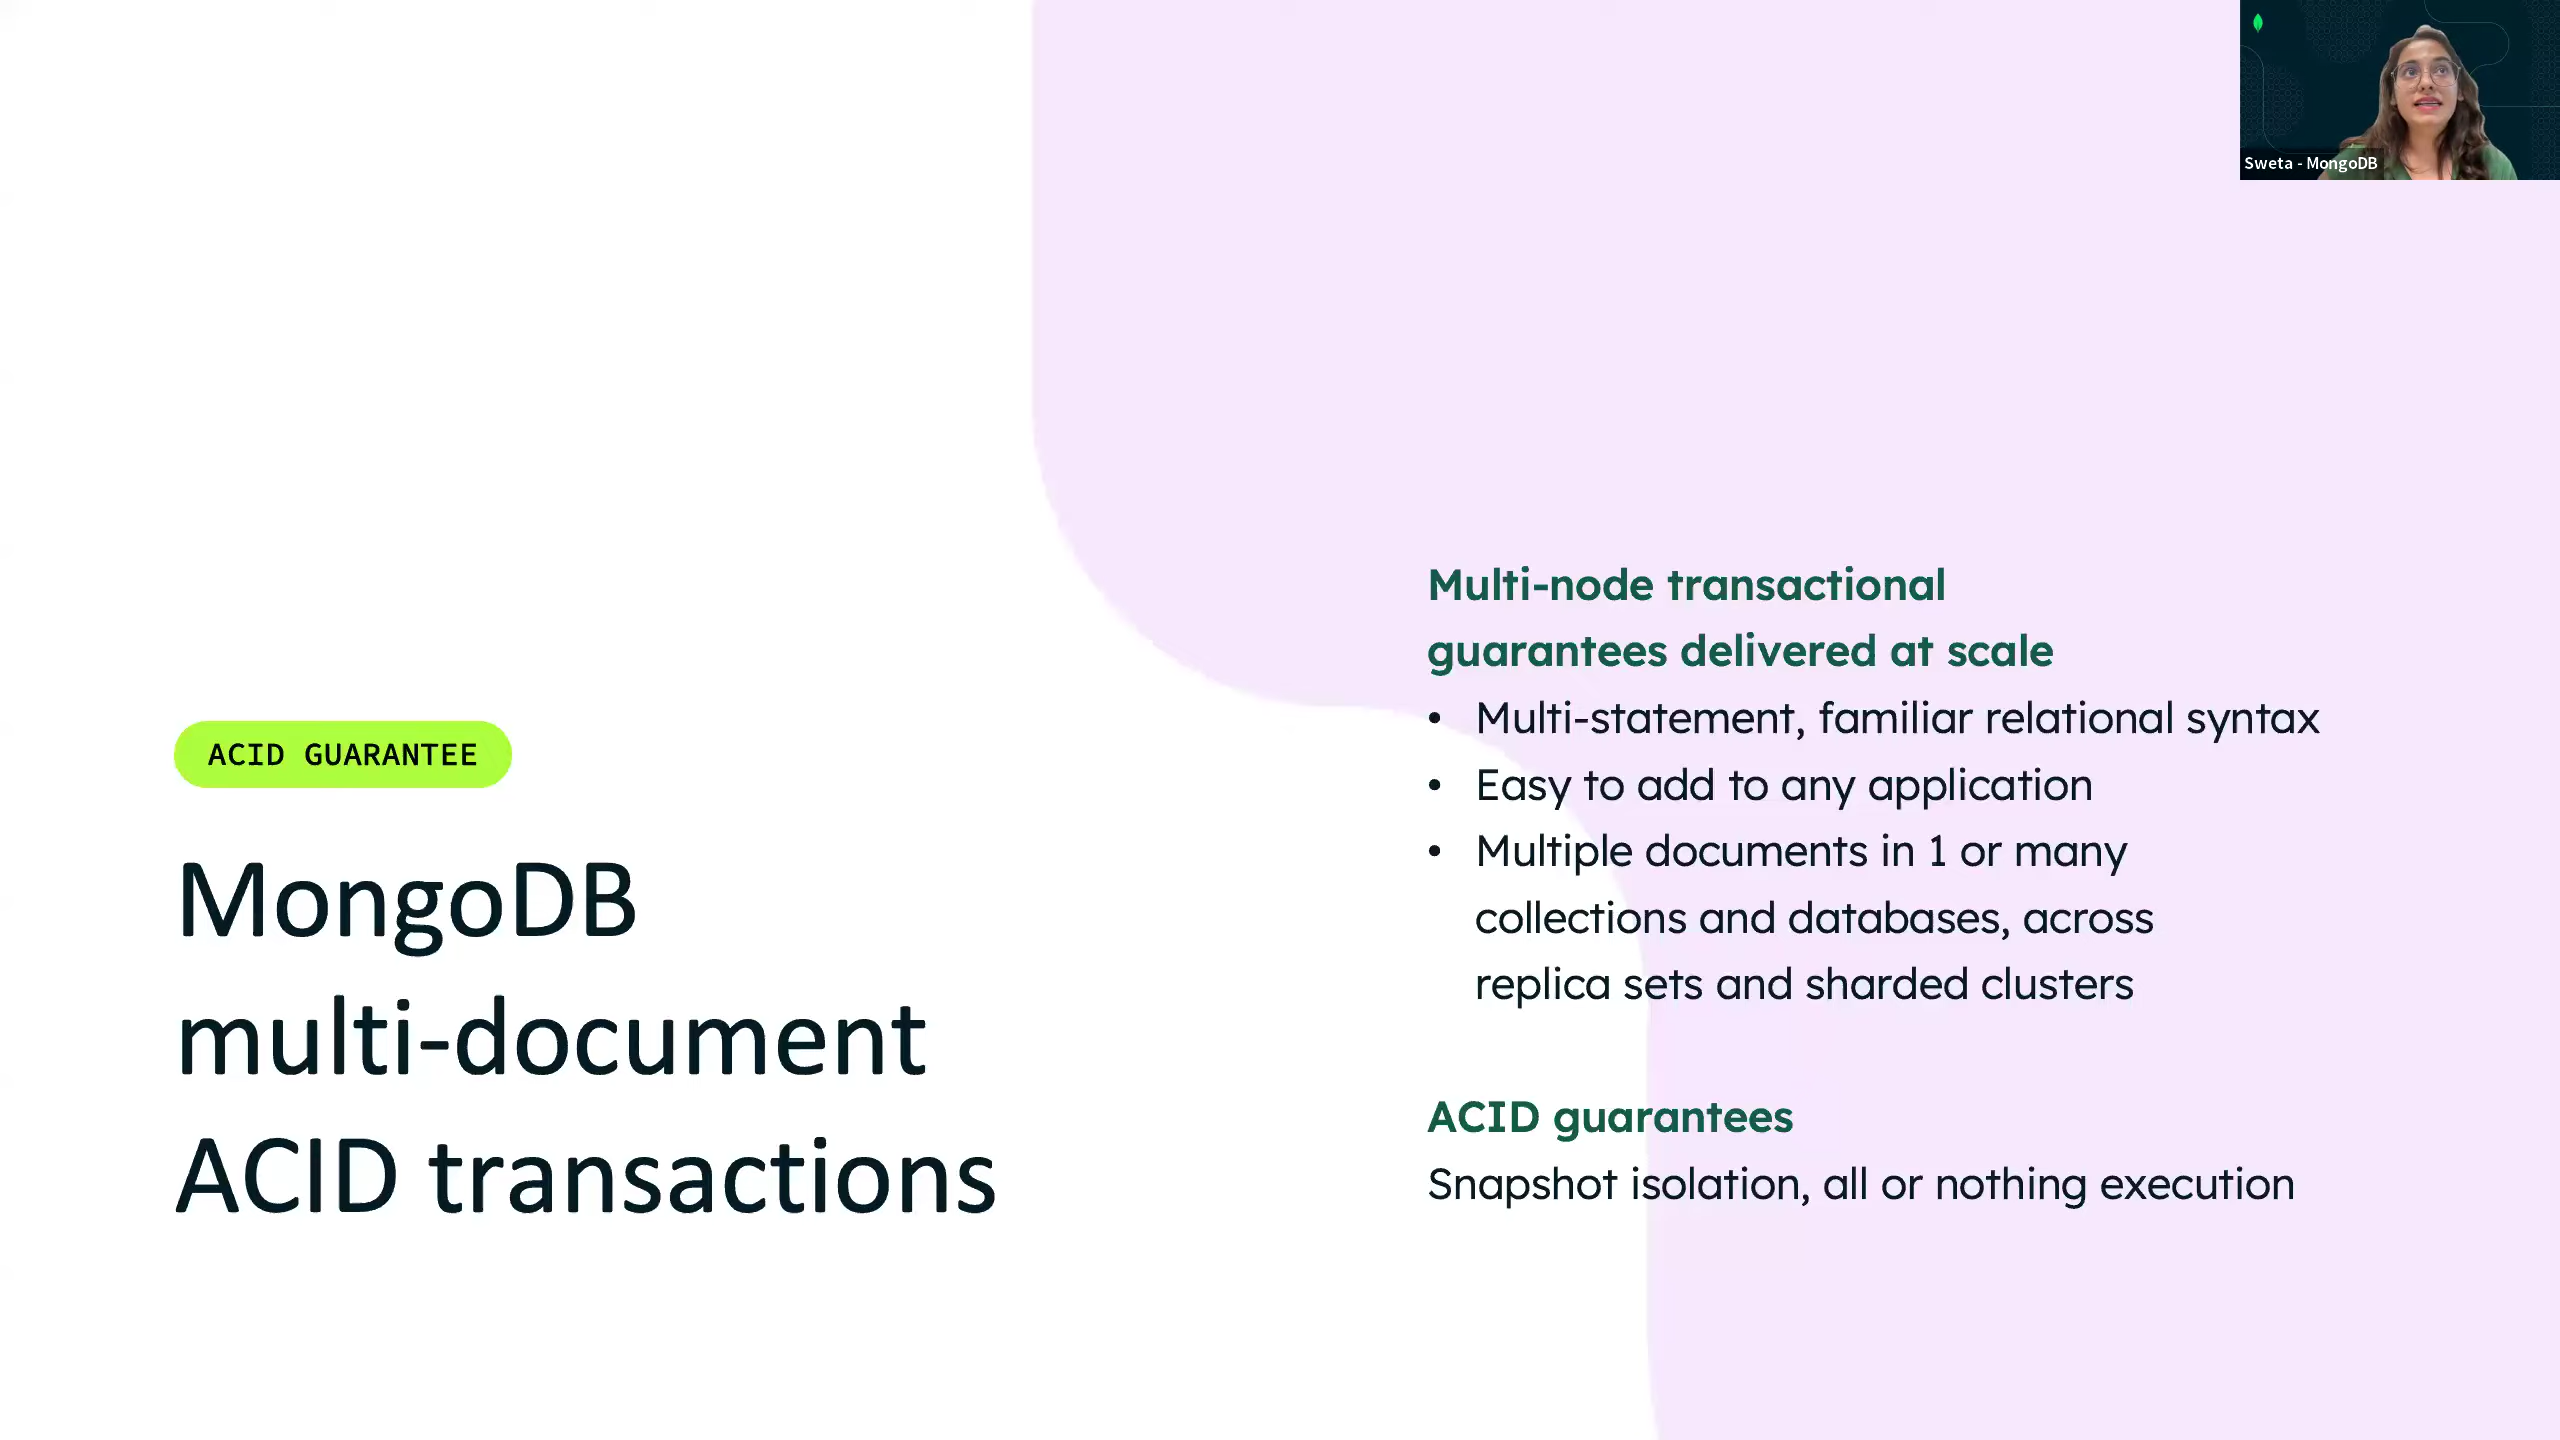 Sweta - MongoDB
ACID GUARANTEE
MongoDB
multi-document
ACID transactions
Multi-node transactional
guarantees delivered at scale
• Multi-statement, familiar relational syntax
• Easy to add to any application
• Multiple documents in 1 or many
collections and databases, across
replica sets and sharded clusters
ACID guarantees
Snapshot isolation, all or nothing execution